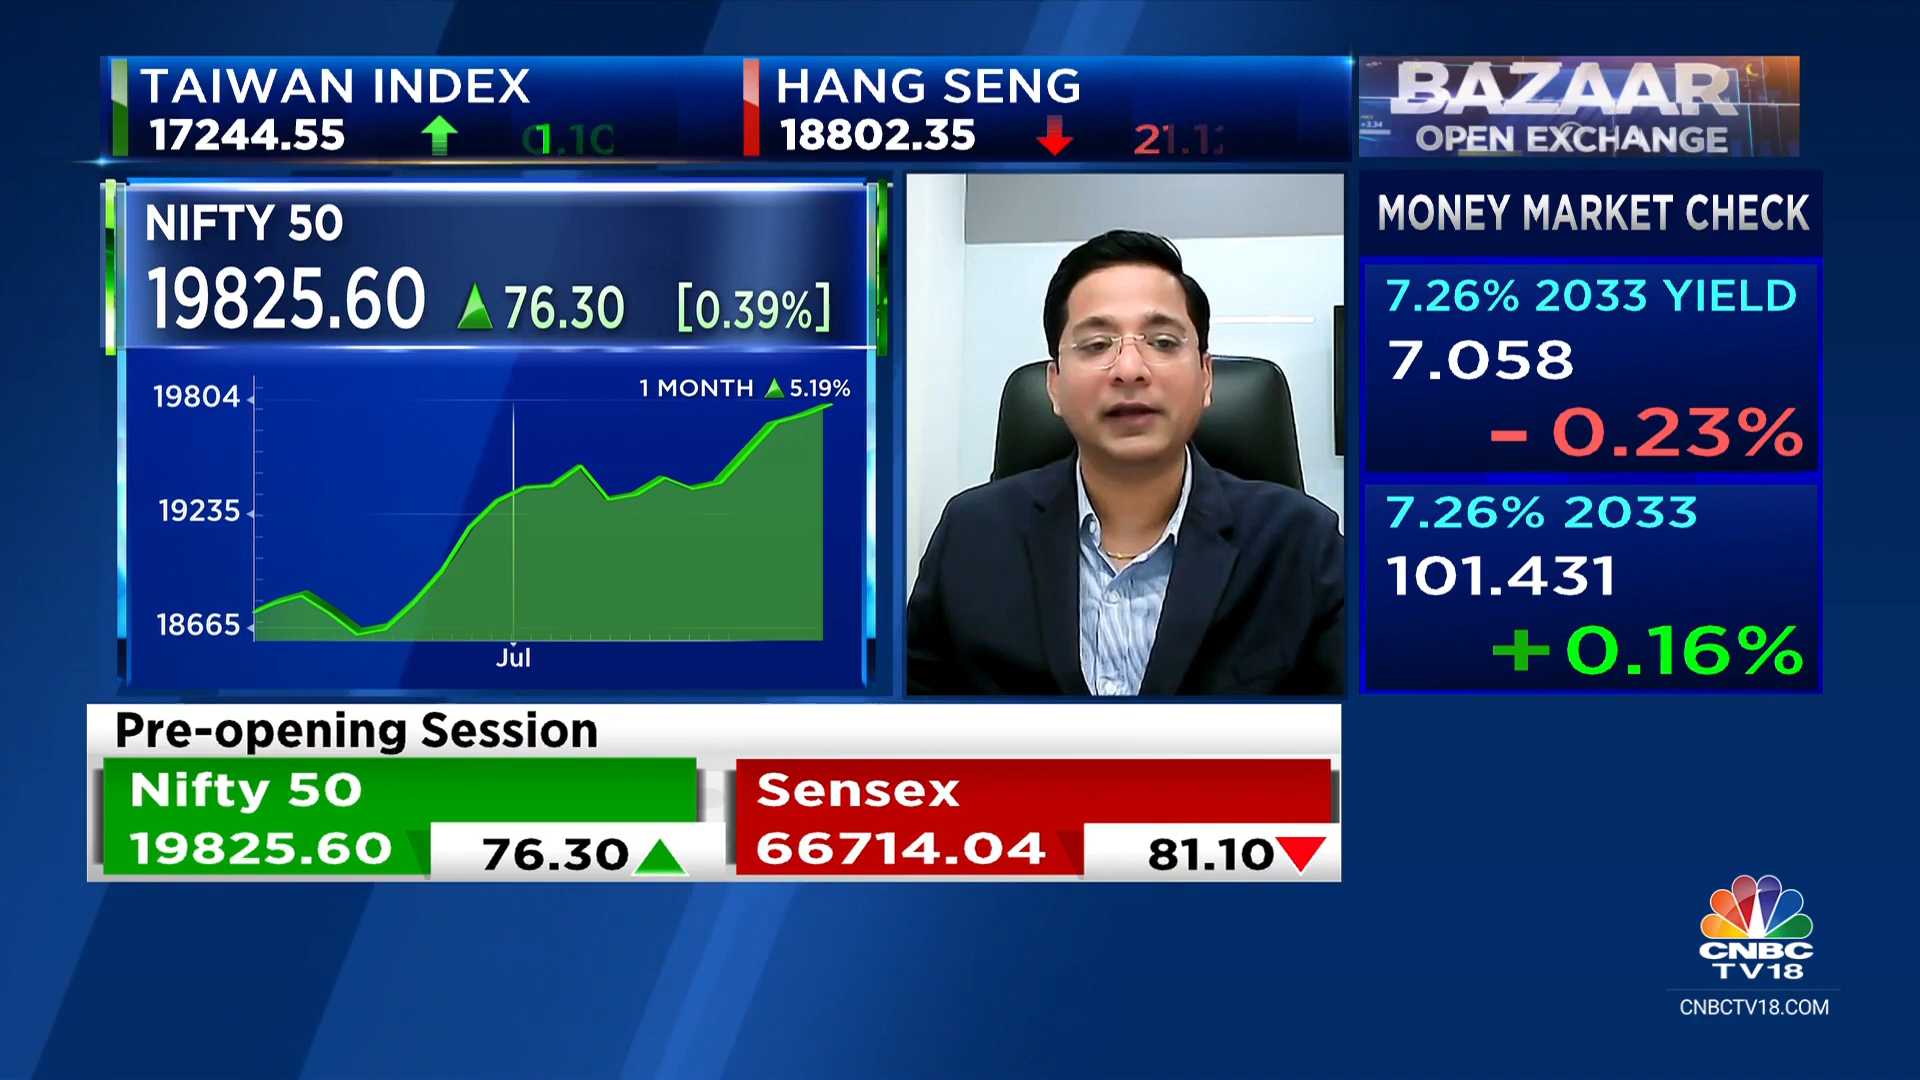 TAIWAN INDEX
17244.55
HANG SENG
18802.35
BAZAAR
OPEN EXCHANGE
NIFTY 50
19825.60 76.30 [0.39%]
1 MONTH 5.19%
19804
19235
18665
Jul
MONEY MARKET CHECK
7.26% 2033 YIELD
7.058
- 0.23%
7.26% 2033
101.431
+0.16%
Pre-opening Session
Nifty 50
19825.60 76.30
Sensex
66714.04 81.10
CNBC
TV18
CNBCTV18.COM